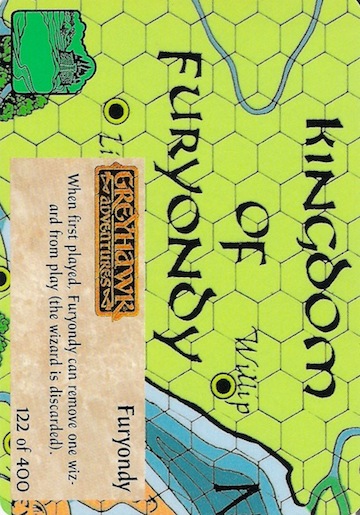 KINGDOM
OF
FURYONDY
Willip
Li
GREYHAWK
ADVENTURES
Furyondy
When first played, Furyondy can remove one wiz-
ard from play (the wizard is discarded).
122 of 400